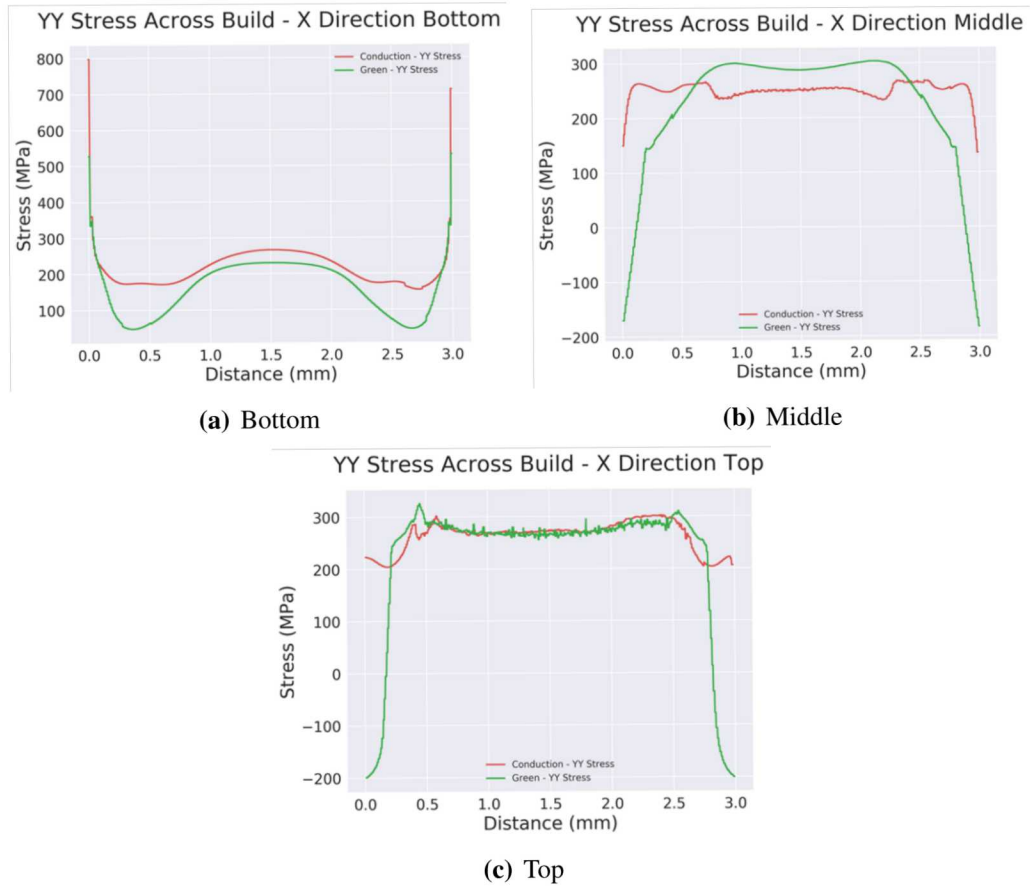 YY Stress Across Build - X Direction Bottom
800
700
600
500
400
300
200
100
Stress (MPa)
Conduction - YY Stress
Green - YY Stress
0.0 0.5 1.0 1.5 2.0 2.5 3.0
Distance (mm)
(a) Bottom
YY Stress Across Build - X Direction Middle
300
200
100
0
−100
−200
Stress (MPa)
Conduction - YY Stress
Green - YY Stress
0.0 0.5 1.0 1.5 2.0 2.5 3.0
Distance (mm)
(b) Middle
YY Stress Across Build - X Direction Top
300
200
100
0
−100
−200
Stress (MPa)
Conduction - YY Stress
Green - YY Stress
0.0 0.5 1.0 1.5 2.0 2.5 3.0
Distance (mm)
(c) Top